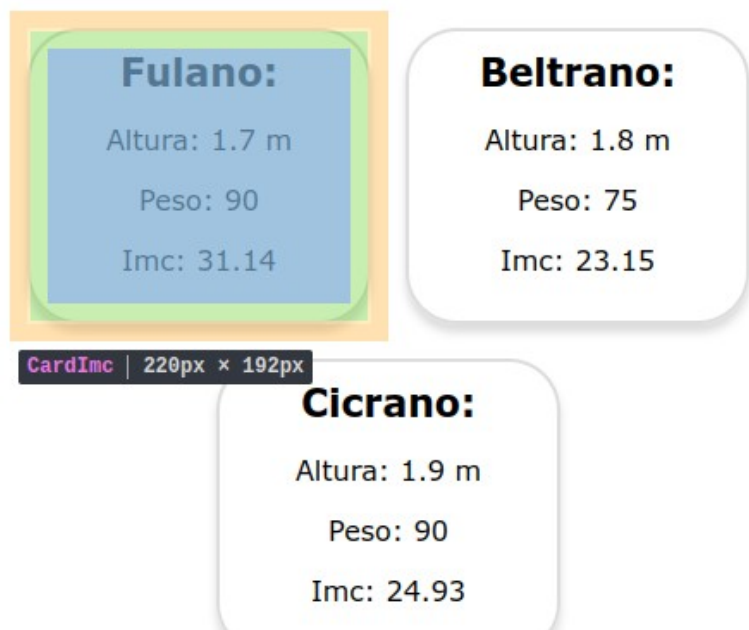 Fulano:
Altura: 1.7 m
Peso: 90
Imc: 31.14
Beltrano:
Altura: 1.8 m
Peso: 75
Imc: 23.15
CardImc | 220px × 192px
Cicrano:
Altura: 1.9 m
Peso: 90
Imc: 24.93